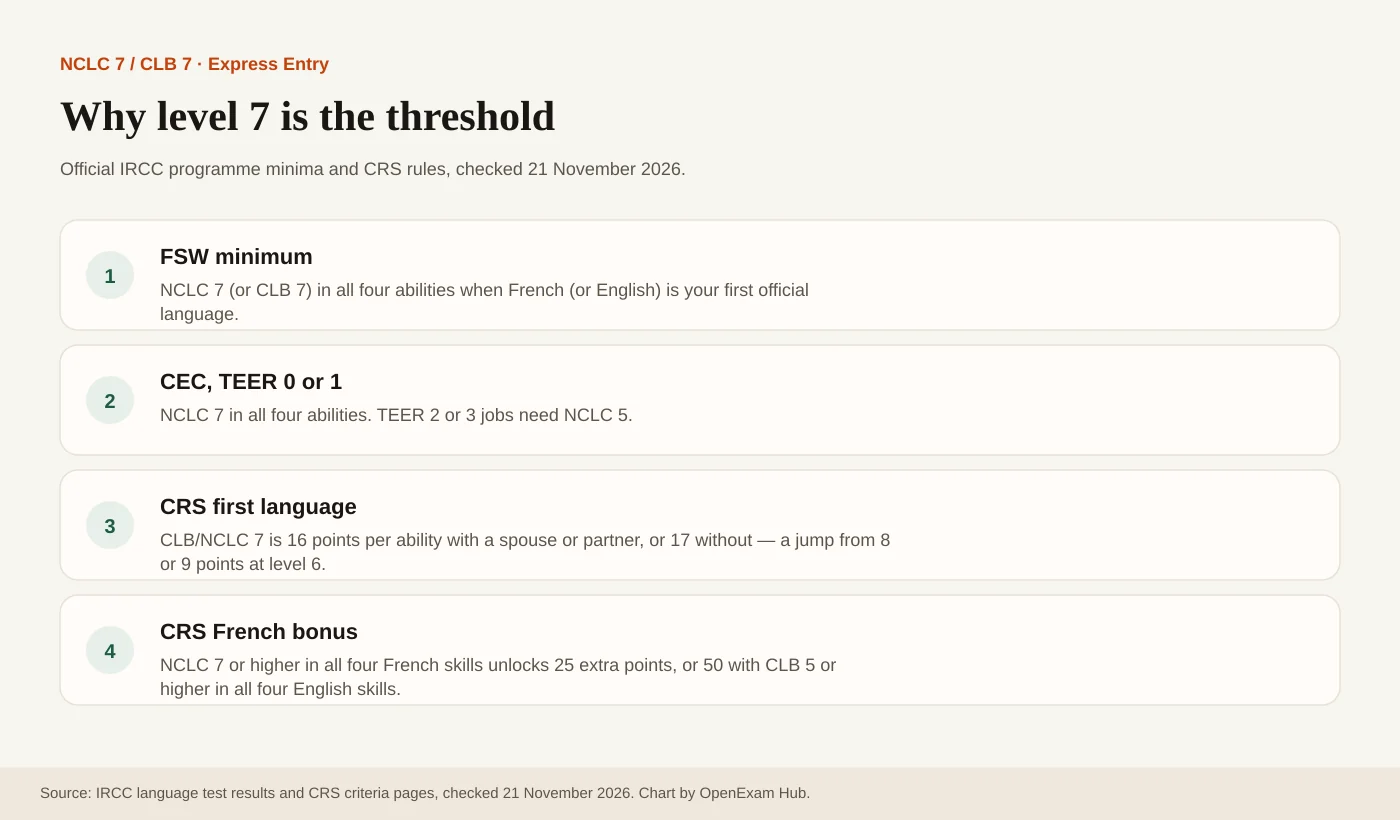 NCLC 7 / CLB 7 · Express Entry
Why level 7 is the threshold
Official IRCC programme minima and CRS rules, checked 21 November 2026.
1
FSW minimum
NCLC 7 (or CLB 7) in all four abilities when French (or English) is your first official
language.
2
CEC, TEER 0 or 1
NCLC 7 in all four abilities. TEER 2 or 3 jobs need NCLC 5.
3
CRS first language
CLB/NCLC 7 is 16 points per ability with a spouse or partner, or 17 without — a jump from 8
or 9 points at level 6.
4
CRS French bonus
NCLC 7 or higher in all four French skills unlocks 25 extra points, or 50 with CLB 5 or
higher in all four English skills.
Source: IRCC language test results and CRS criteria pages, checked 21 November 2026. Chart by OpenExam Hub.